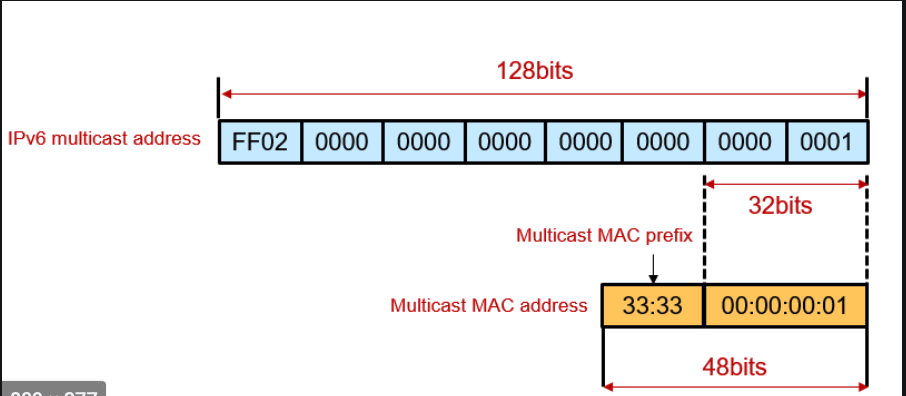 128bits
IPv6 multicast address FF02 0000 0000 0000 0000 0000 0000 0001
32bits
Multicast MAC prefix
Multicast MAC address 33:33 00:00:00:01
48bits